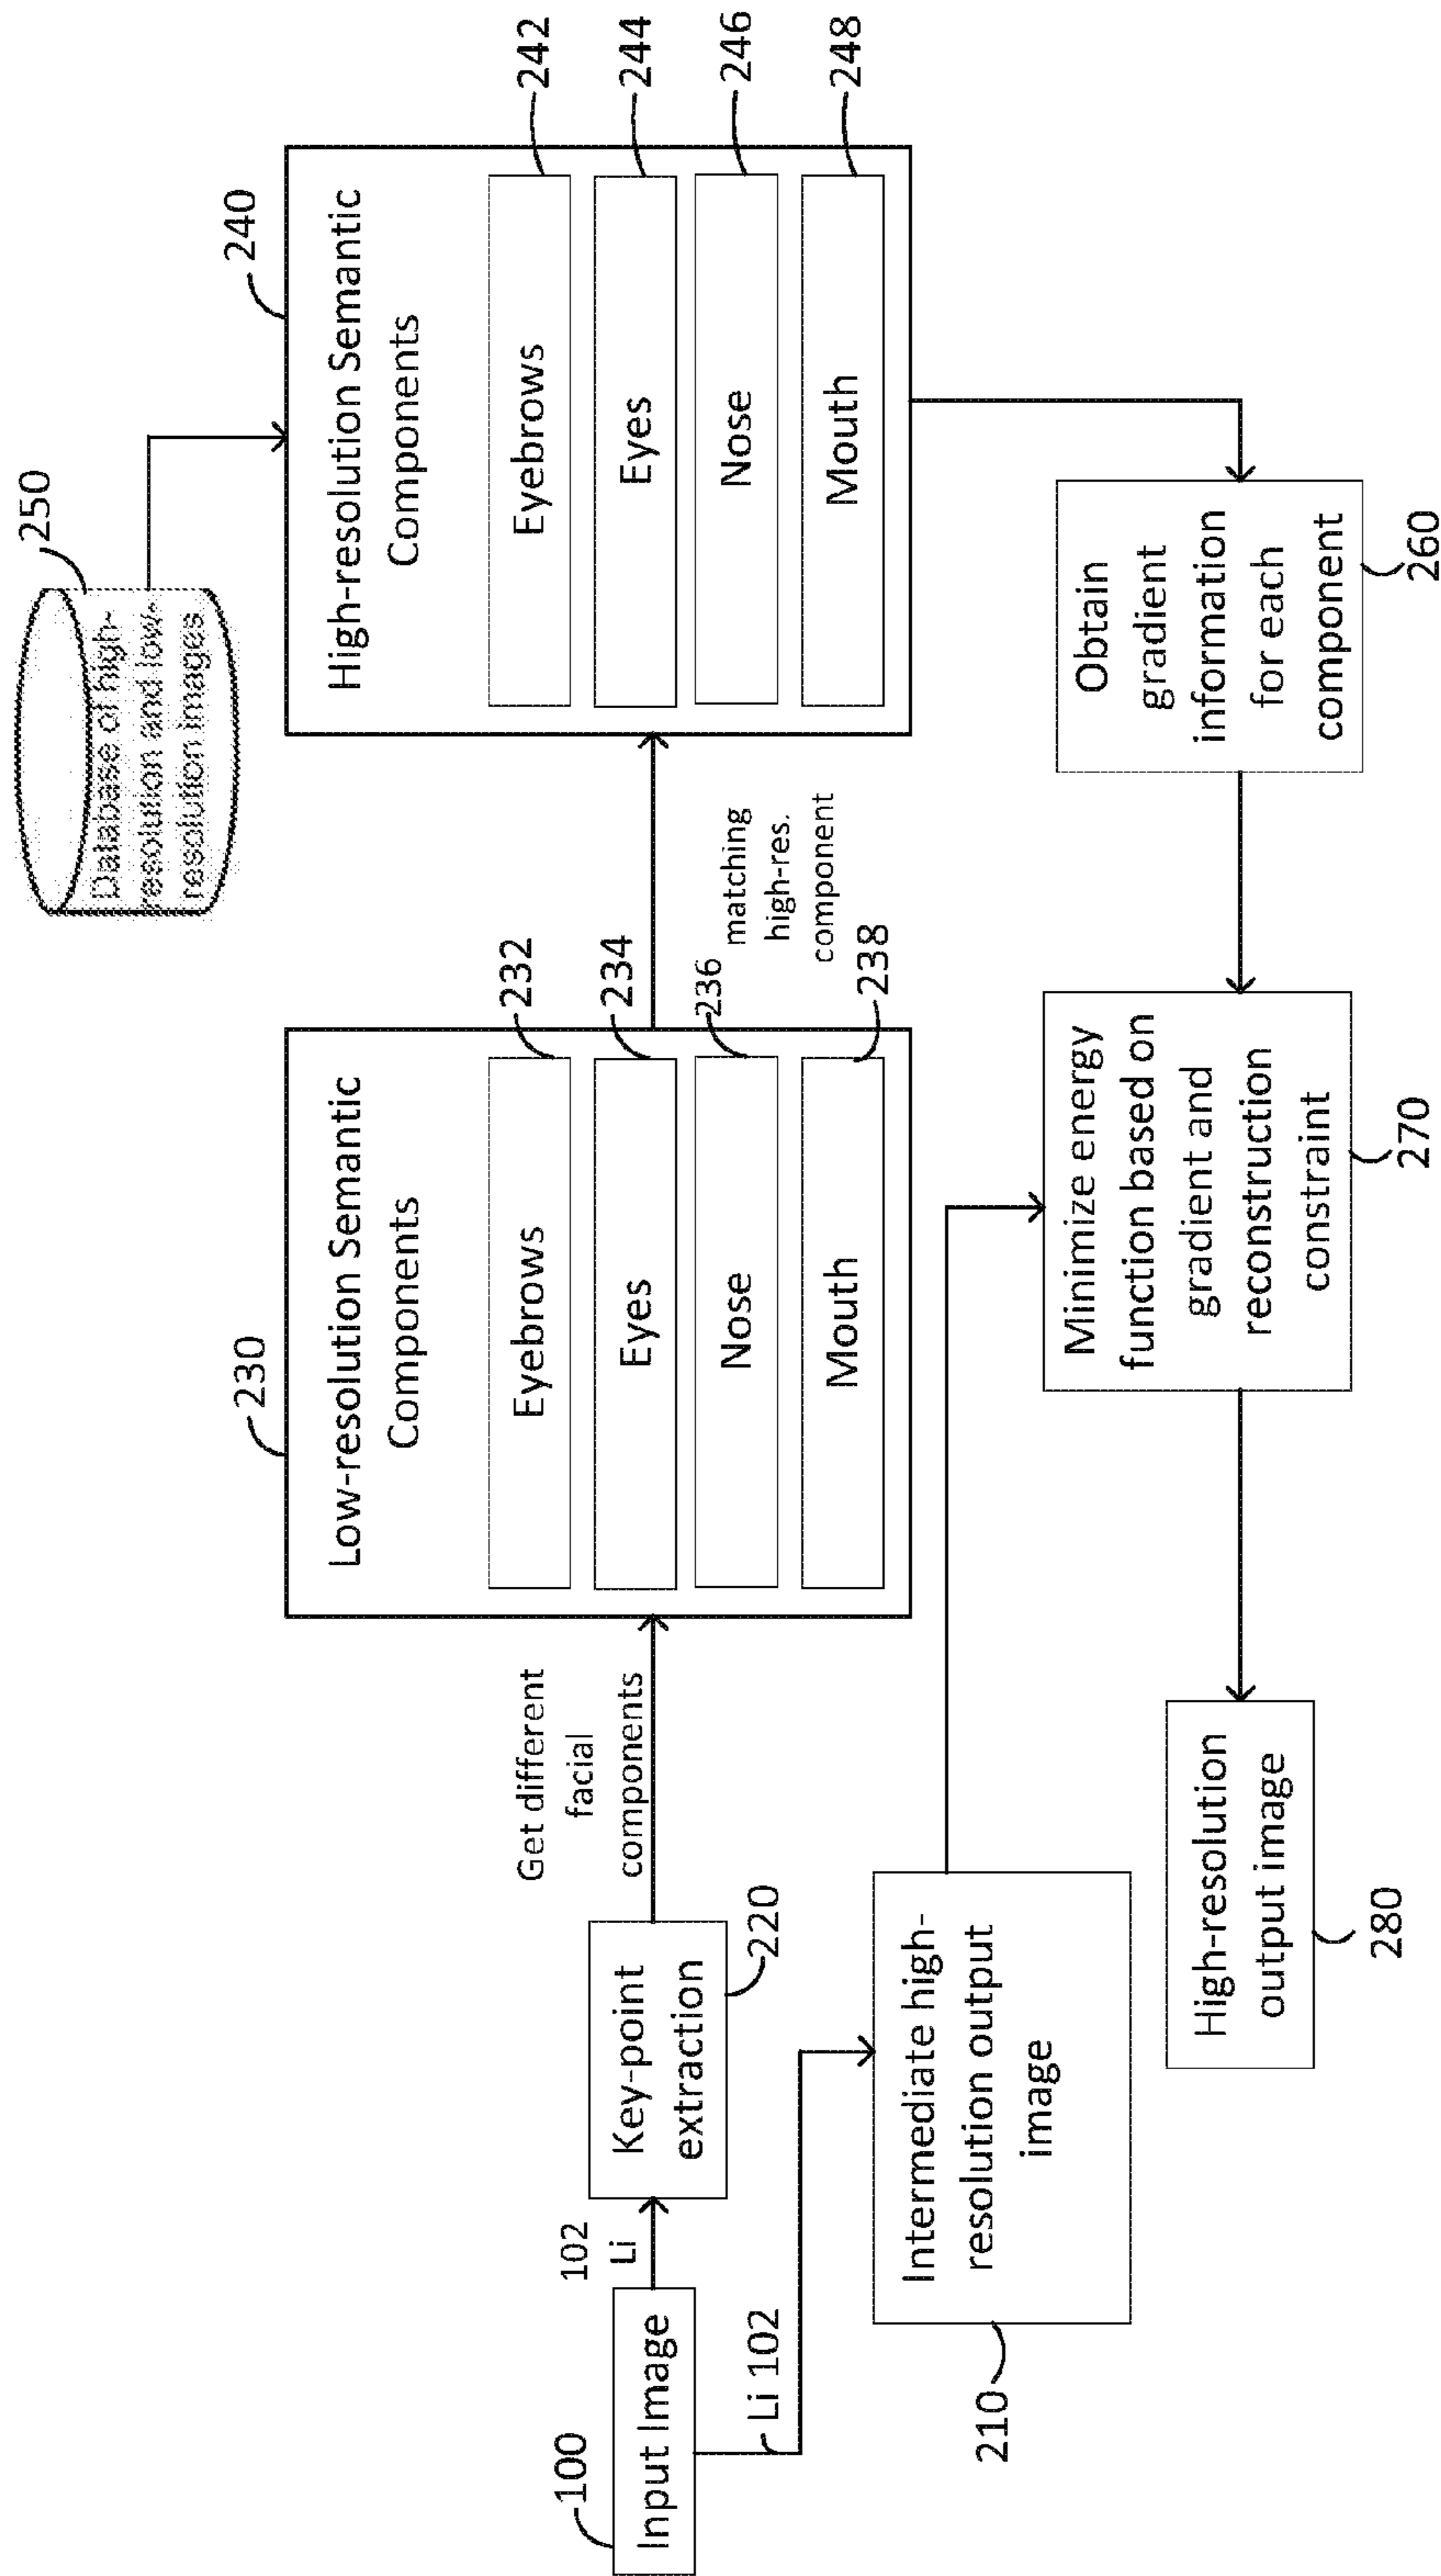 250
Database of high-
resolution and low-
resolution images
230
Low-resolution Semantic
Components
Eyebrows
232
Eyes
234
Nose
236
Mouth
238
240
High-resolution Semantic
Components
Eyebrows
242
Eyes
244
Nose
246
Mouth
248
100
Input Image
102
Li
Key-point
extraction
220
Get different
facial
components
matching
high-res.
component
Li 102
Intermediate high-
resolution output
image
210
Minimize energy
function based on
gradient and
reconstruction
constraint
270
Obtain
gradient
information
for each
component
260
High-resolution
output image
280